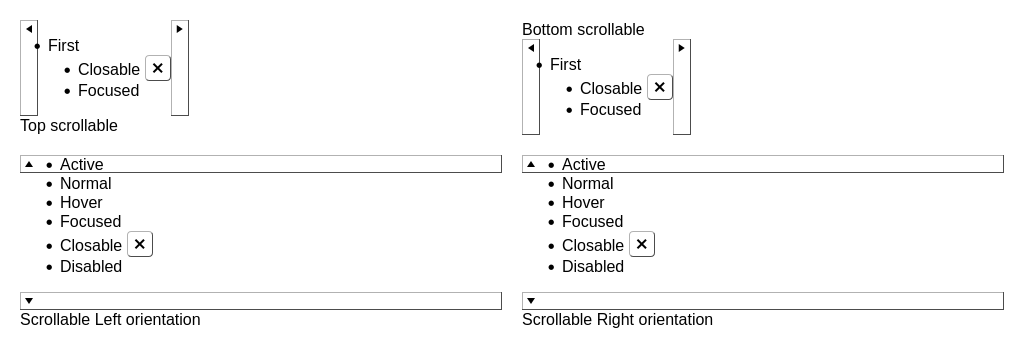 First
Closable
Focused
Top scrollable
Bottom scrollable
First
Closable
Focused
Active
Normal
Hover
Focused
Closable
Disabled
Scrollable Left orientation
Active
Normal
Hover
Focused
Closable
Disabled
Scrollable Right orientation